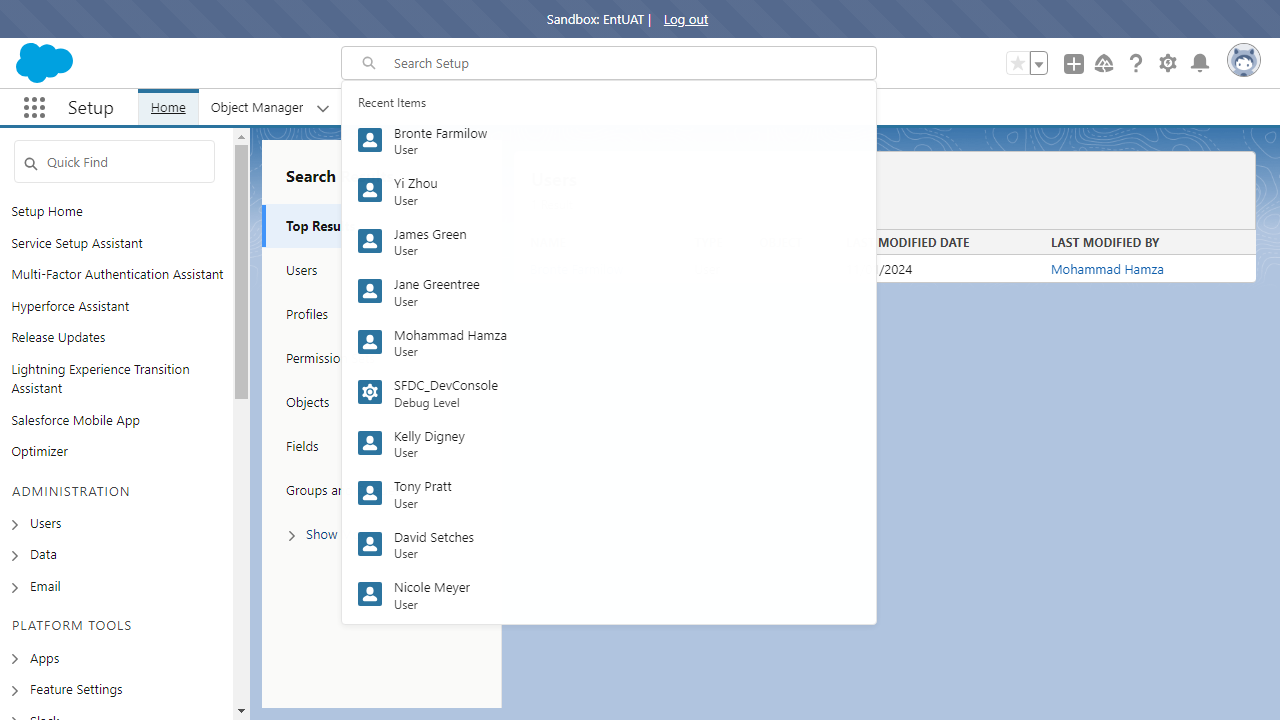 Sandbox: EntUAT | Log out
Search Setup
Setup
Home
Object Manager
Recent Items
Bronte Farmilow
User
Yi Zhou
User
James Green
User
Jane Greentree
User
Mohammad Hamza
User
SFDC_DevConsole
Debug Level
Kelly Digney
User
Tony Pratt
User
David Setches
User
Nicole Meyer
User
Quick Find
Setup Home
Service Setup Assistant
Multi-Factor Authentication Assistant
Hyperforce Assistant
Release Updates
Lightning Experience Transition
Assistant
Salesforce Mobile App
Optimizer
ADMINISTRATION
Users
Data
Email
PLATFORM TOOLS
Apps
Feature Settings
Slack
Search
Top Resu
Users
Profiles
Permissio
Objects
Fields
Groups an
Show
MODIFIED DATE
LAST MODIFIED BY
/2024
Mohammad Hamza